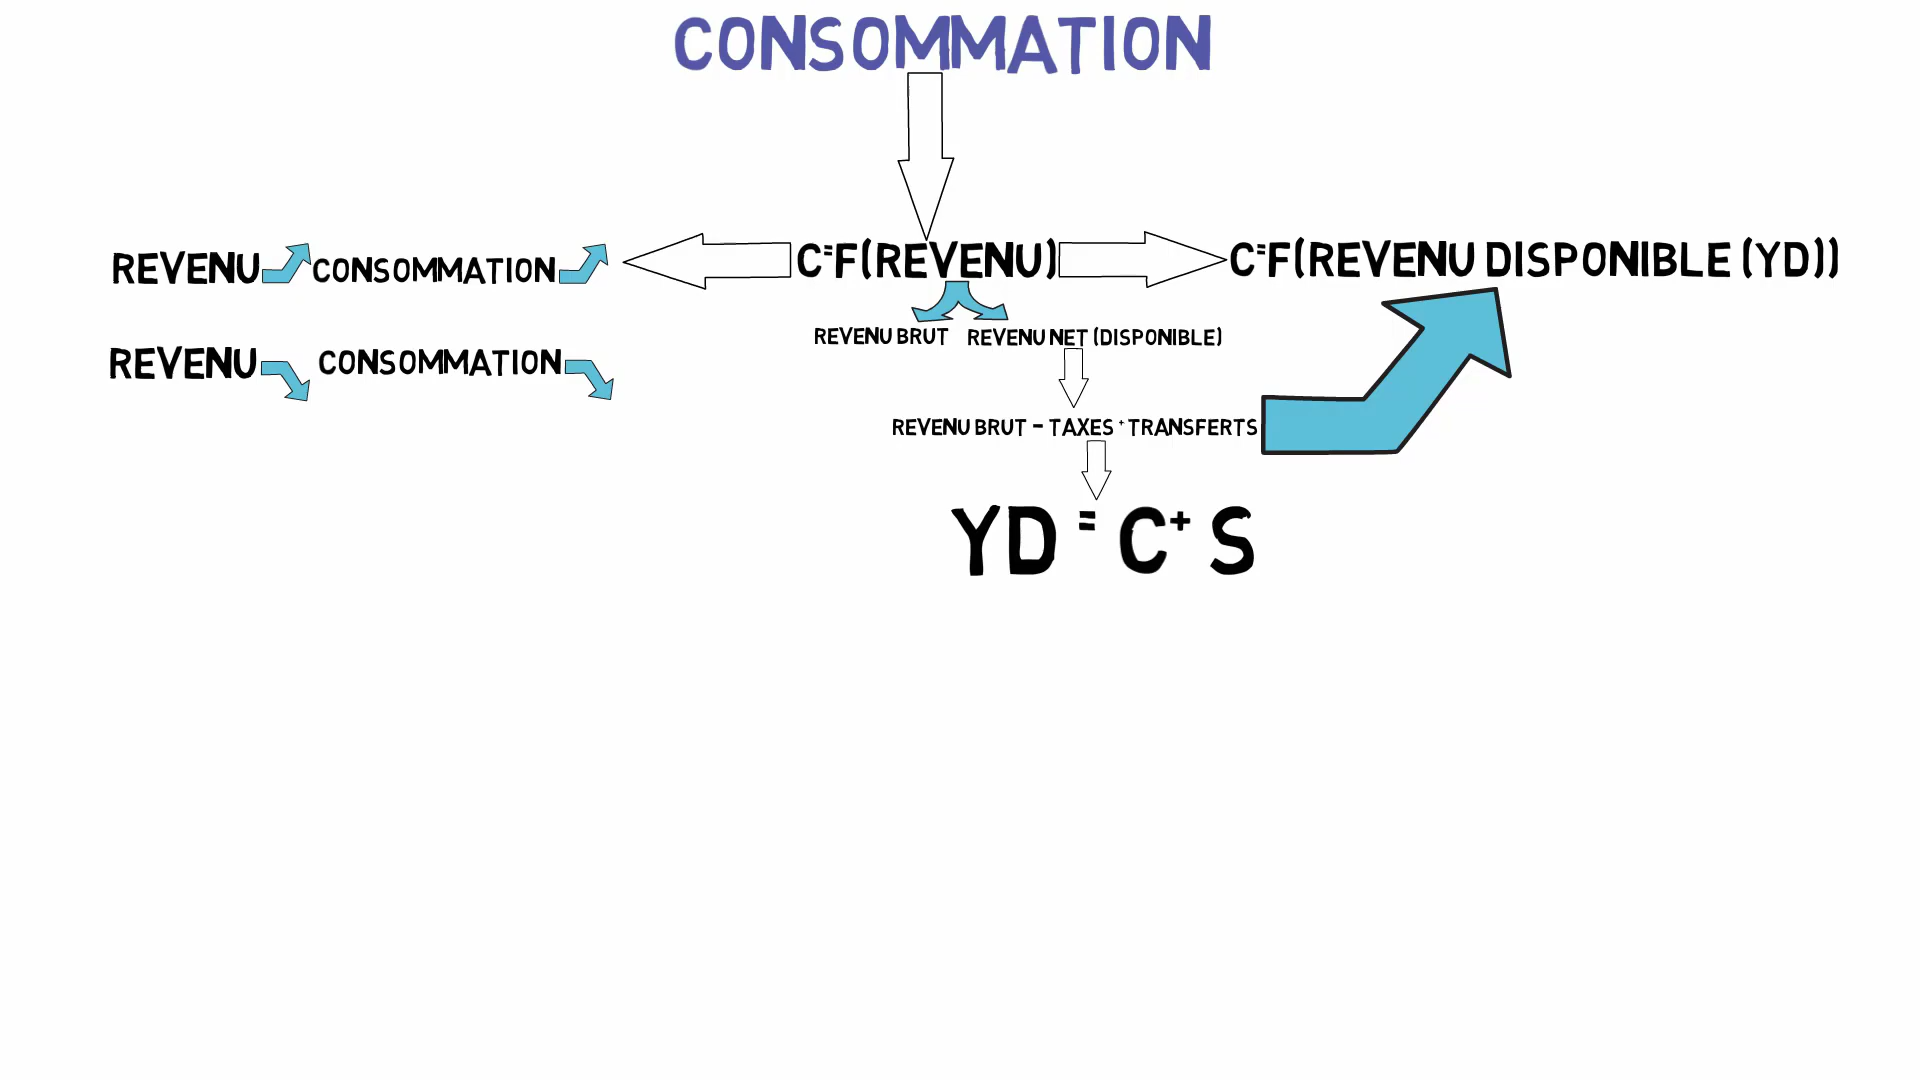 CONSOMMATION
REVENU CONSOMMATION
C=F(REVENU)
C=F(REVENU DISPONIBLE (YD))
REVENU BRUT REVENU NET (DISPONIBLE)
REVENU CONSOMMATION
REVENU BRUT - TAXES + TRANSFERTS
YD = C + S